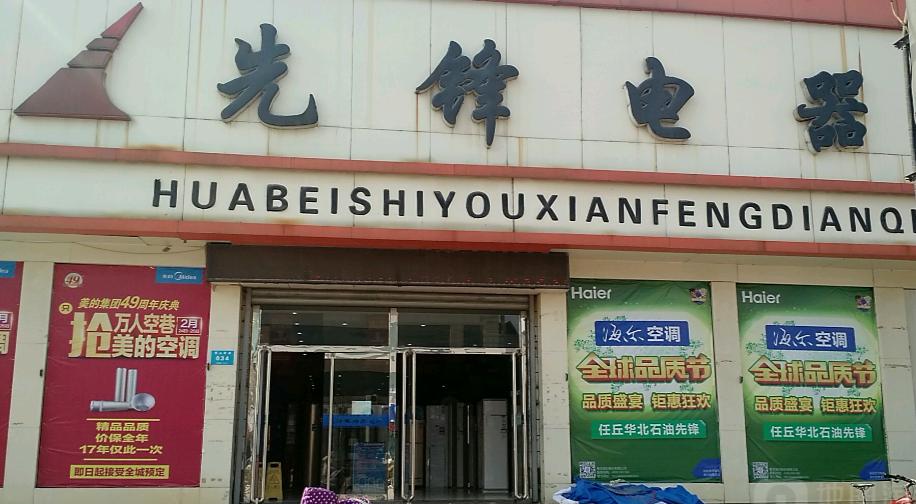 先锋电器
HUABEISHIYOUXIANFENGDIANQI
Midea
49
美的集团49周年庆典
抢
万人空巷
2月
美的空调
精品品质
价保全年
17年仅此一次
即日起接受全城预定
034
Haier
海尔空调
全球品质节
品质盛宴 钜惠狂欢
任丘华北石油先锋
Haier
海尔空调
全球品质节
品质盛宴 钜惠狂欢
任丘华北石油先锋